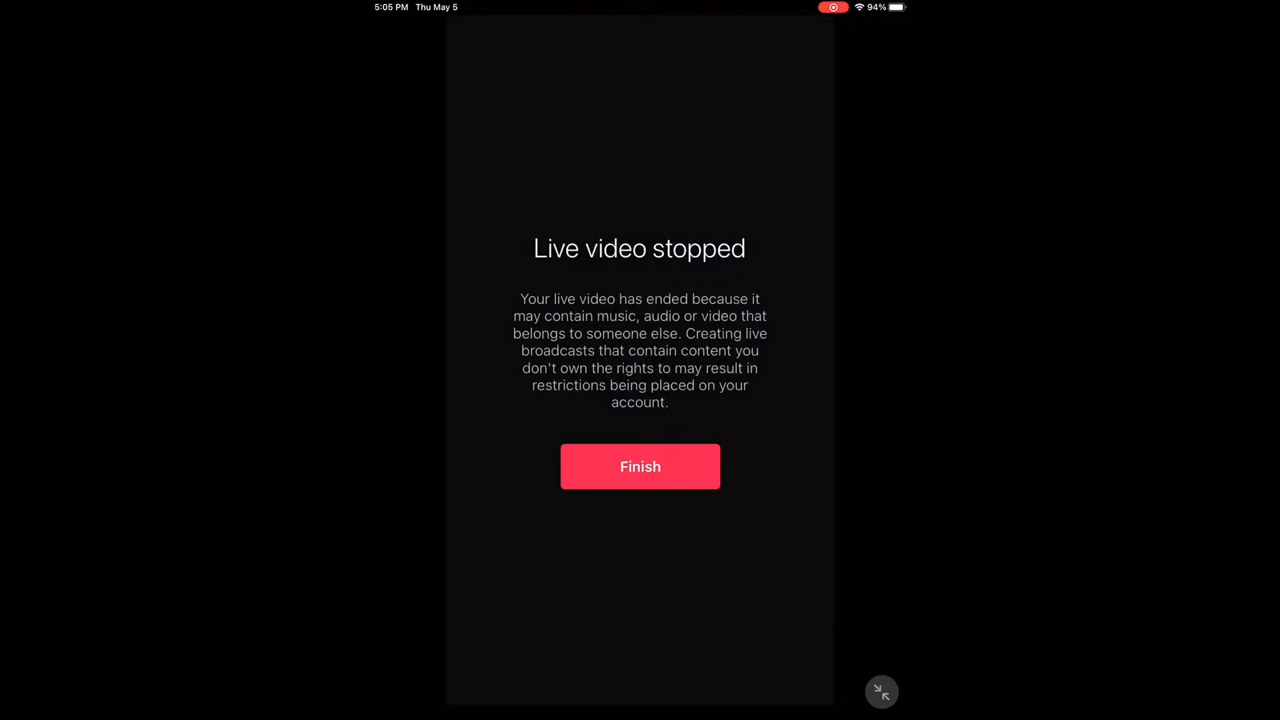 5:05 PM Thu May 5 94%
Live video stopped
Your live video has ended because it
may contain music, audio or video that
belongs to someone else. Creating live
broadcasts that contain content you
don't own the rights to may result in
restrictions being placed on your
account.
Finish